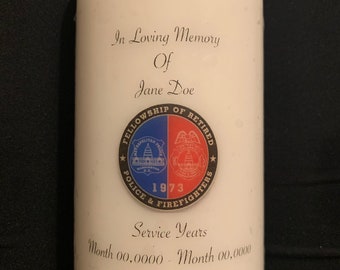 In Loving Memory
Of
Jane Doe
FELLOWSHIP OF RETIRED
1973
POLICE & FIREFIGHTERS
Service Years
Month 00.0000 - Month 00.0000